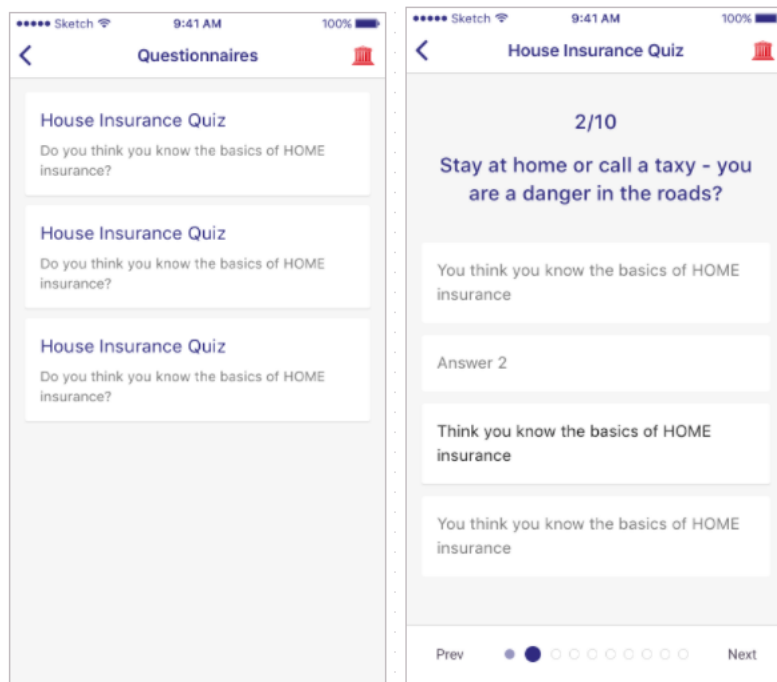 Sketch 9:41 AM 100%
Questionnaires
House Insurance Quiz
Do you think you know the basics of HOME
insurance?
House Insurance Quiz
Do you think you know the basics of HOME
insurance?
House Insurance Quiz
Do you think you know the basics of HOME
insurance?
Sketch 9:41 AM 100%
House Insurance Quiz
2/10
Stay at home or call a taxy - you
are a danger in the roads?
You think you know the basics of HOME
insurance
Answer 2
Think you know the basics of HOME
insurance
You think you know the basics of HOME
insurance
Prev Next